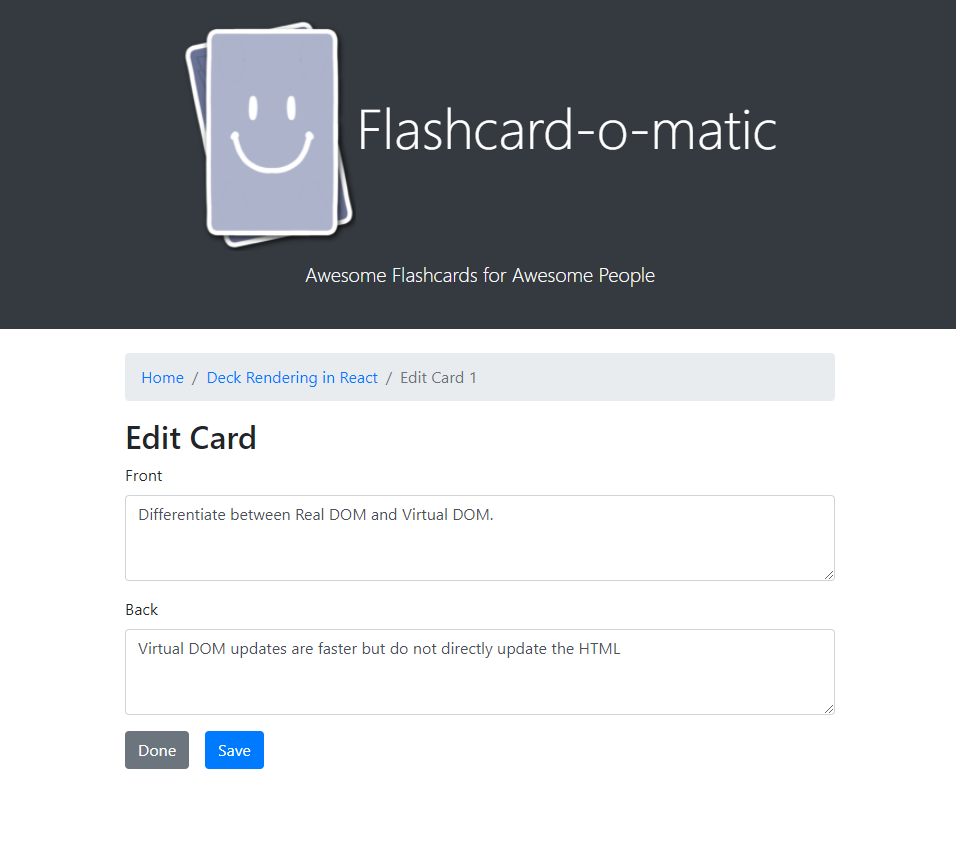 Flashcard-o-matic
Awesome Flashcards for Awesome People
Home / Deck Rendering in React / Edit Card 1
Edit Card
Front
Differentiate between Real DOM and Virtual DOM.
Back
Virtual DOM updates are faster but do not directly update the HTML
Done Save